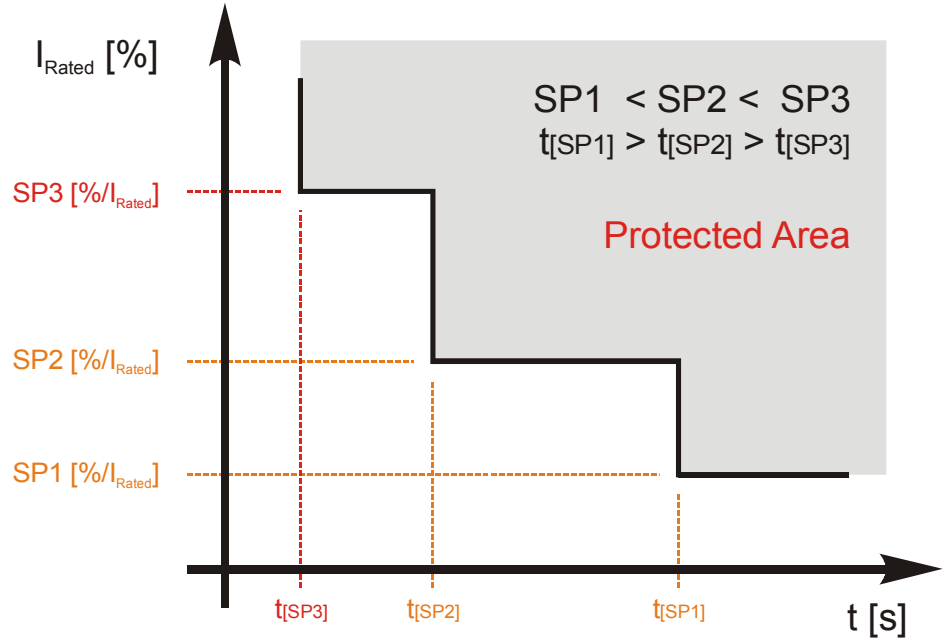 I_Rated [%]
SP1 < SP2 < SP3
t[SP1] > t[SP2] > t[SP3]
SP3 [%/I_Rated]
Protected Area
SP2 [%/I_Rated]
SP1 [%/I_Rated]
t[SP3] t[SP2] t[SP1]
t [s]